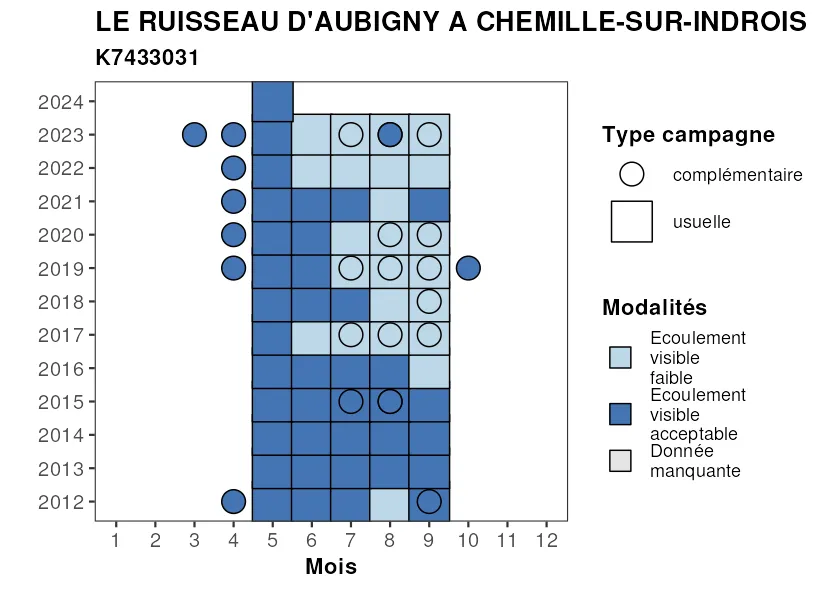 LE RUISSEAU D'AUBIGNY A CHEMILLE-SUR-INDROIS
K7433031
2024
2023
2022
2021
2020
2019
2018
2017
2016
2015
2014
2013
2012
1 2 3 4 5 6 7 8 9 10 11 12
Mois
Type campagne
complémentaire
usuelle
Modalités
Ecoulement
visible
faible
Ecoulement
visible
acceptable
Donnée
manquante